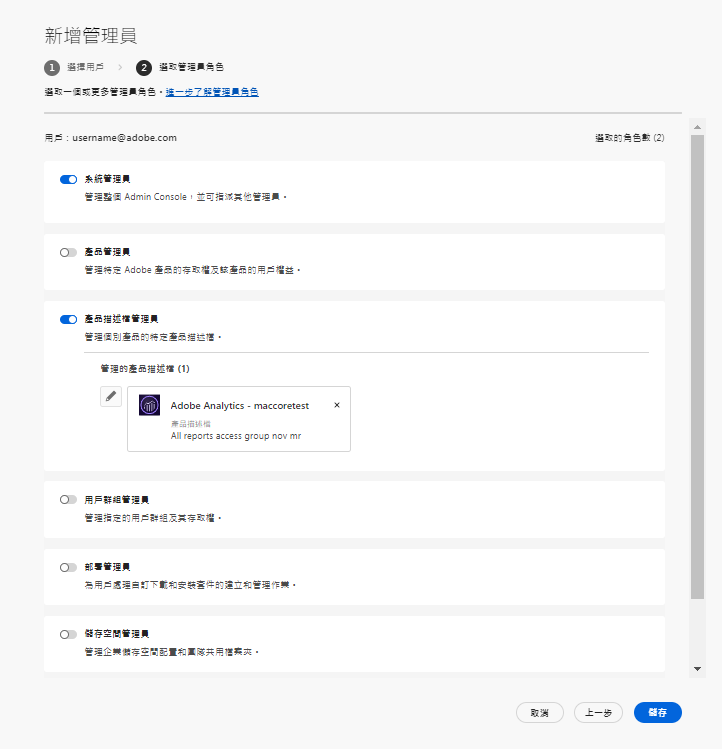 新增管理員
1 選擇用戶 > 2 選取管理員角色
選取一個或更多管理員角色。進一步了解管理員角色
用戶：username@adobe.com 選取的角色數 (2)
系統管理員
管理整個 Admin Console，並可指派其他管理員。
產品管理員
管理特定 Adobe 產品的存取權及該產品的用戶權益。
產品描述檔管理員
管理個別產品的特定產品描述檔。
管理的產品描述檔 (1)
Adobe Analytics - maccoretest ×
產品描述檔
All reports access group nov mr
用戶群組管理員
管理指定的用戶群組及其存取權。
部署管理員
為用戶處理自訂下載和安裝套件的建立和管理作業。
儲存空間管理員
管理企業儲存空間配置和團隊共用檔案夾。
取消 上一步 儲存